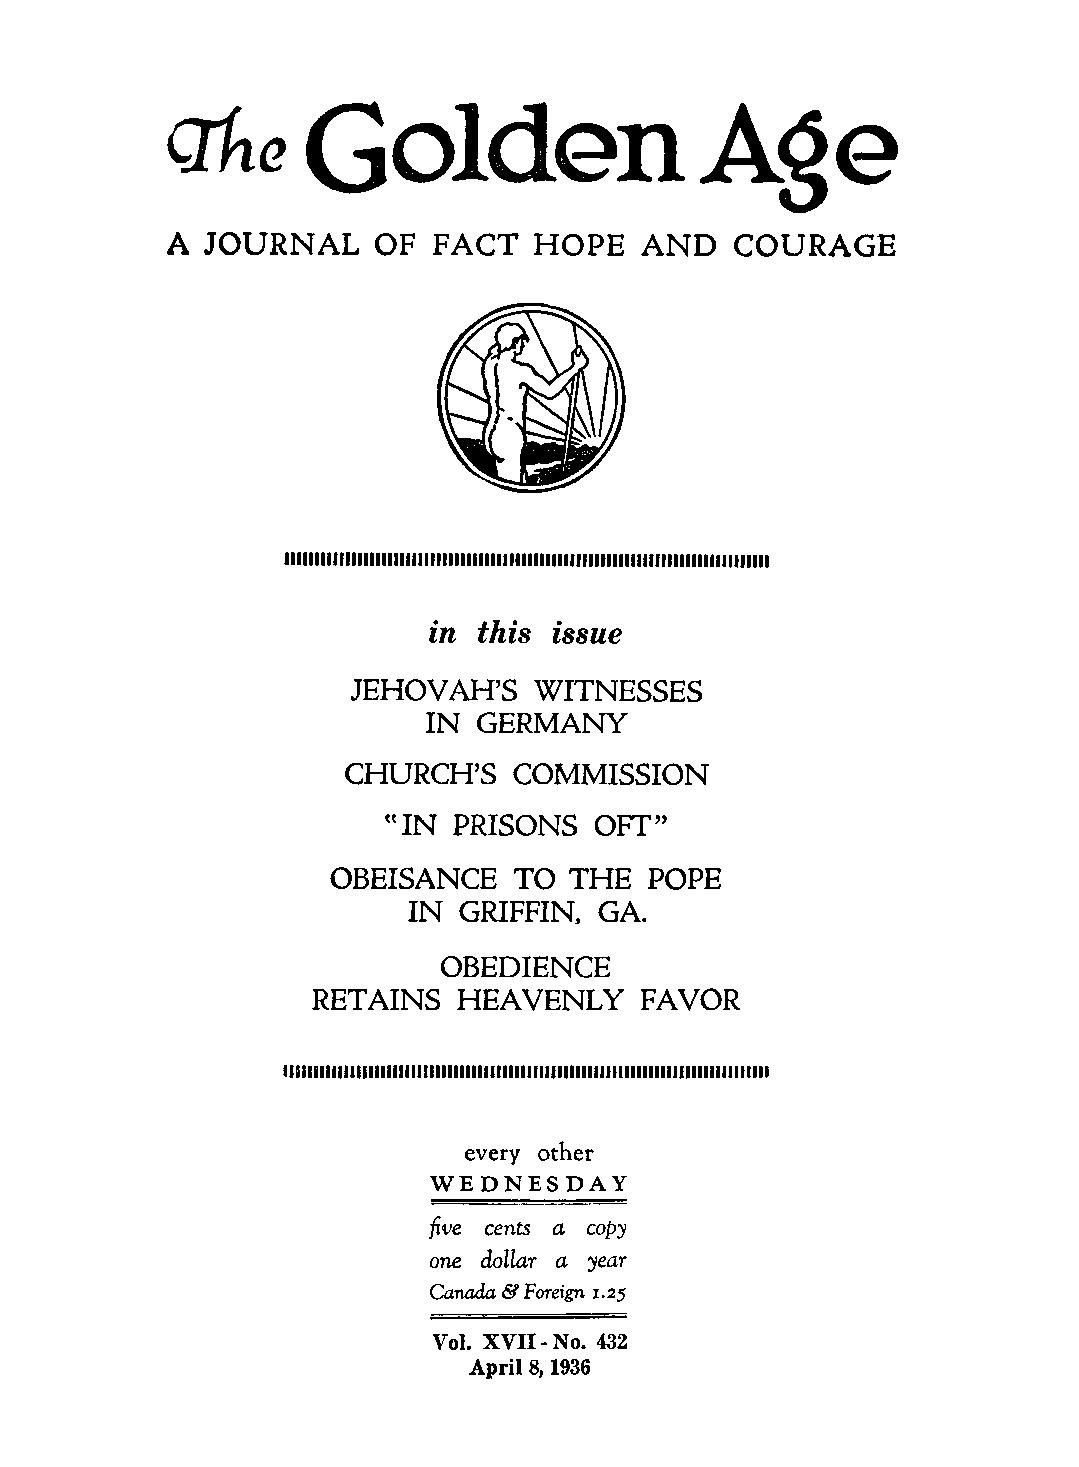 The Golden Age
A JOURNAL OF FACT HOPE AND COURAGE
in this issue
JEHOVAH'S WITNESSES
IN GERMANY
CHURCH'S COMMISSION
"IN PRISONS OFT"
OBEISANCE TO THE POPE
IN GRIFFIN, GA.
OBEDIENCE
RETAINS HEAVENLY FAVOR
every other
WEDNESDAY
five cents a copy
one dollar a year
Canada & Foreign 1.25
Vol. XVII - No. 432
April 8, 1936